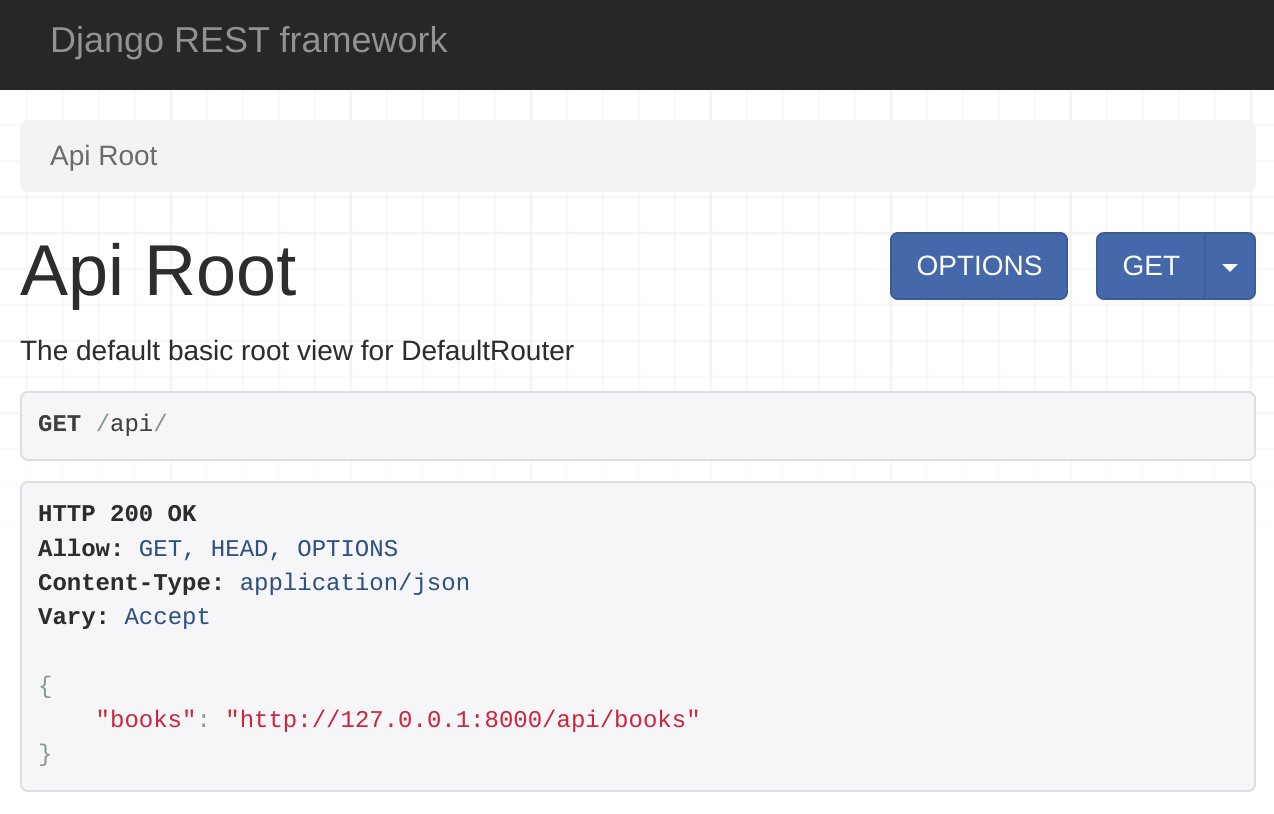 Django REST framework
Api Root
Api Root
OPTIONS
GET
The default basic root view for DefaultRouter
GET /api/
HTTP 200 OK
Allow: GET, HEAD, OPTIONS
Content-Type: application/json
Vary: Accept
{
    "books": "http://127.0.0.1:8000/api/books"
}